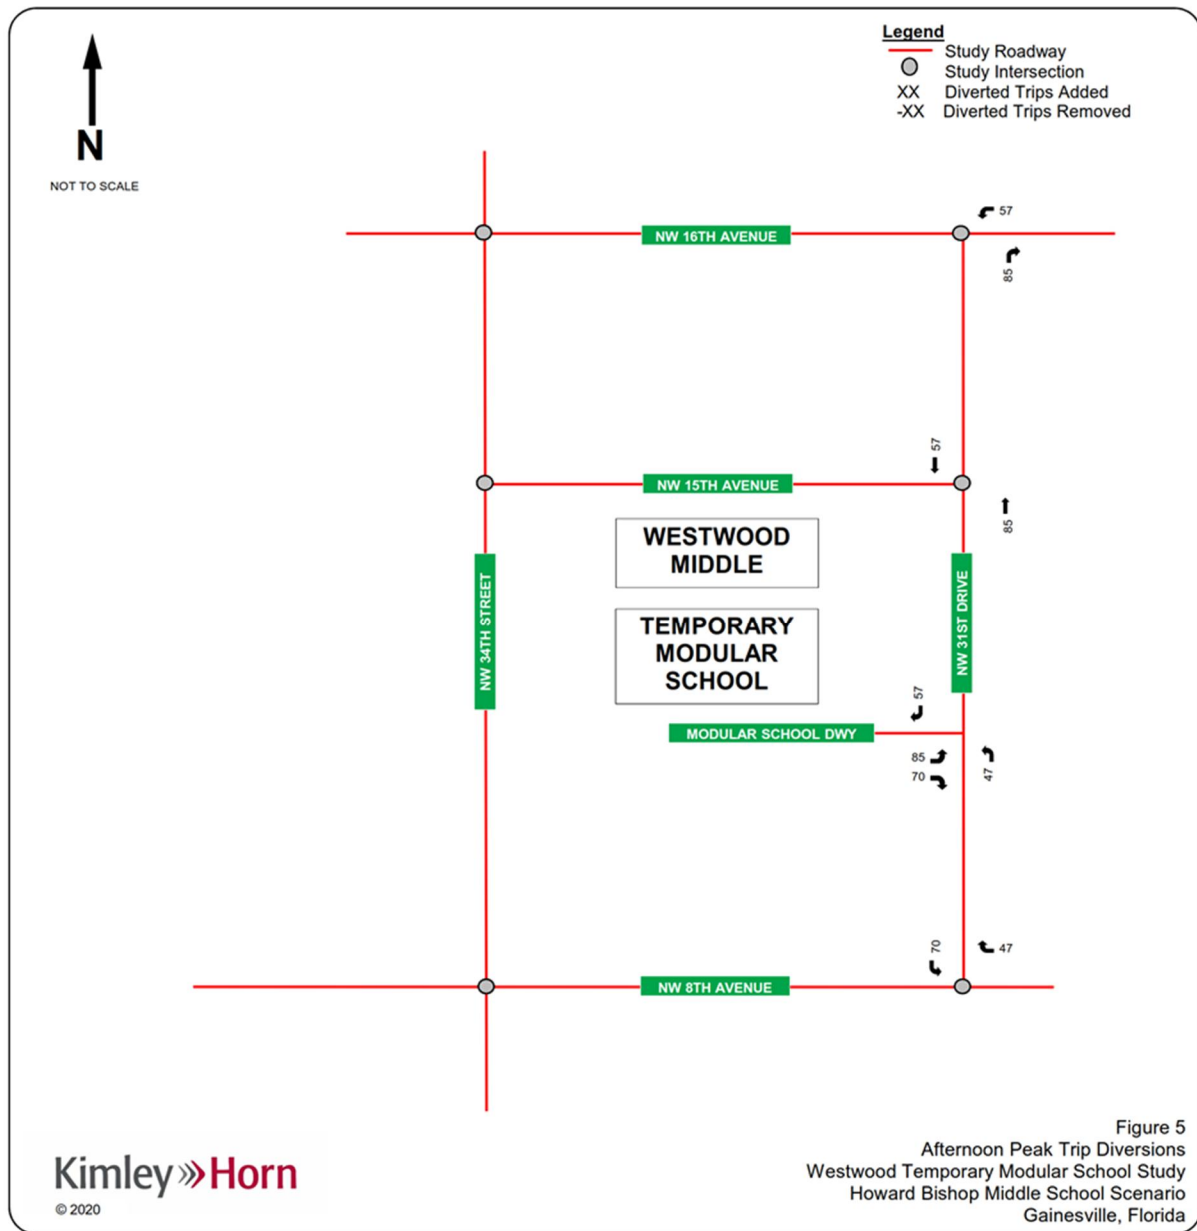 Legend
Study Roadway
Study Intersection
XX Diverted Trips Added
-XX Diverted Trips Removed
N
NOT TO SCALE
57
NW 16TH AVENUE
85
57
NW 15TH AVENUE
85
WESTWOOD
MIDDLE
NW 34TH STREET
NW 31ST DRIVE
TEMPORARY
MODULAR
SCHOOL
57
MODULAR SCHOOL DWY
85
70
47
70
47
NW 8TH AVENUE
Figure 5
Afternoon Peak Trip Diversions
Westwood Temporary Modular School Study
Howard Bishop Middle School Scenario
Gainesville, Florida
Kimley»Horn
© 2020